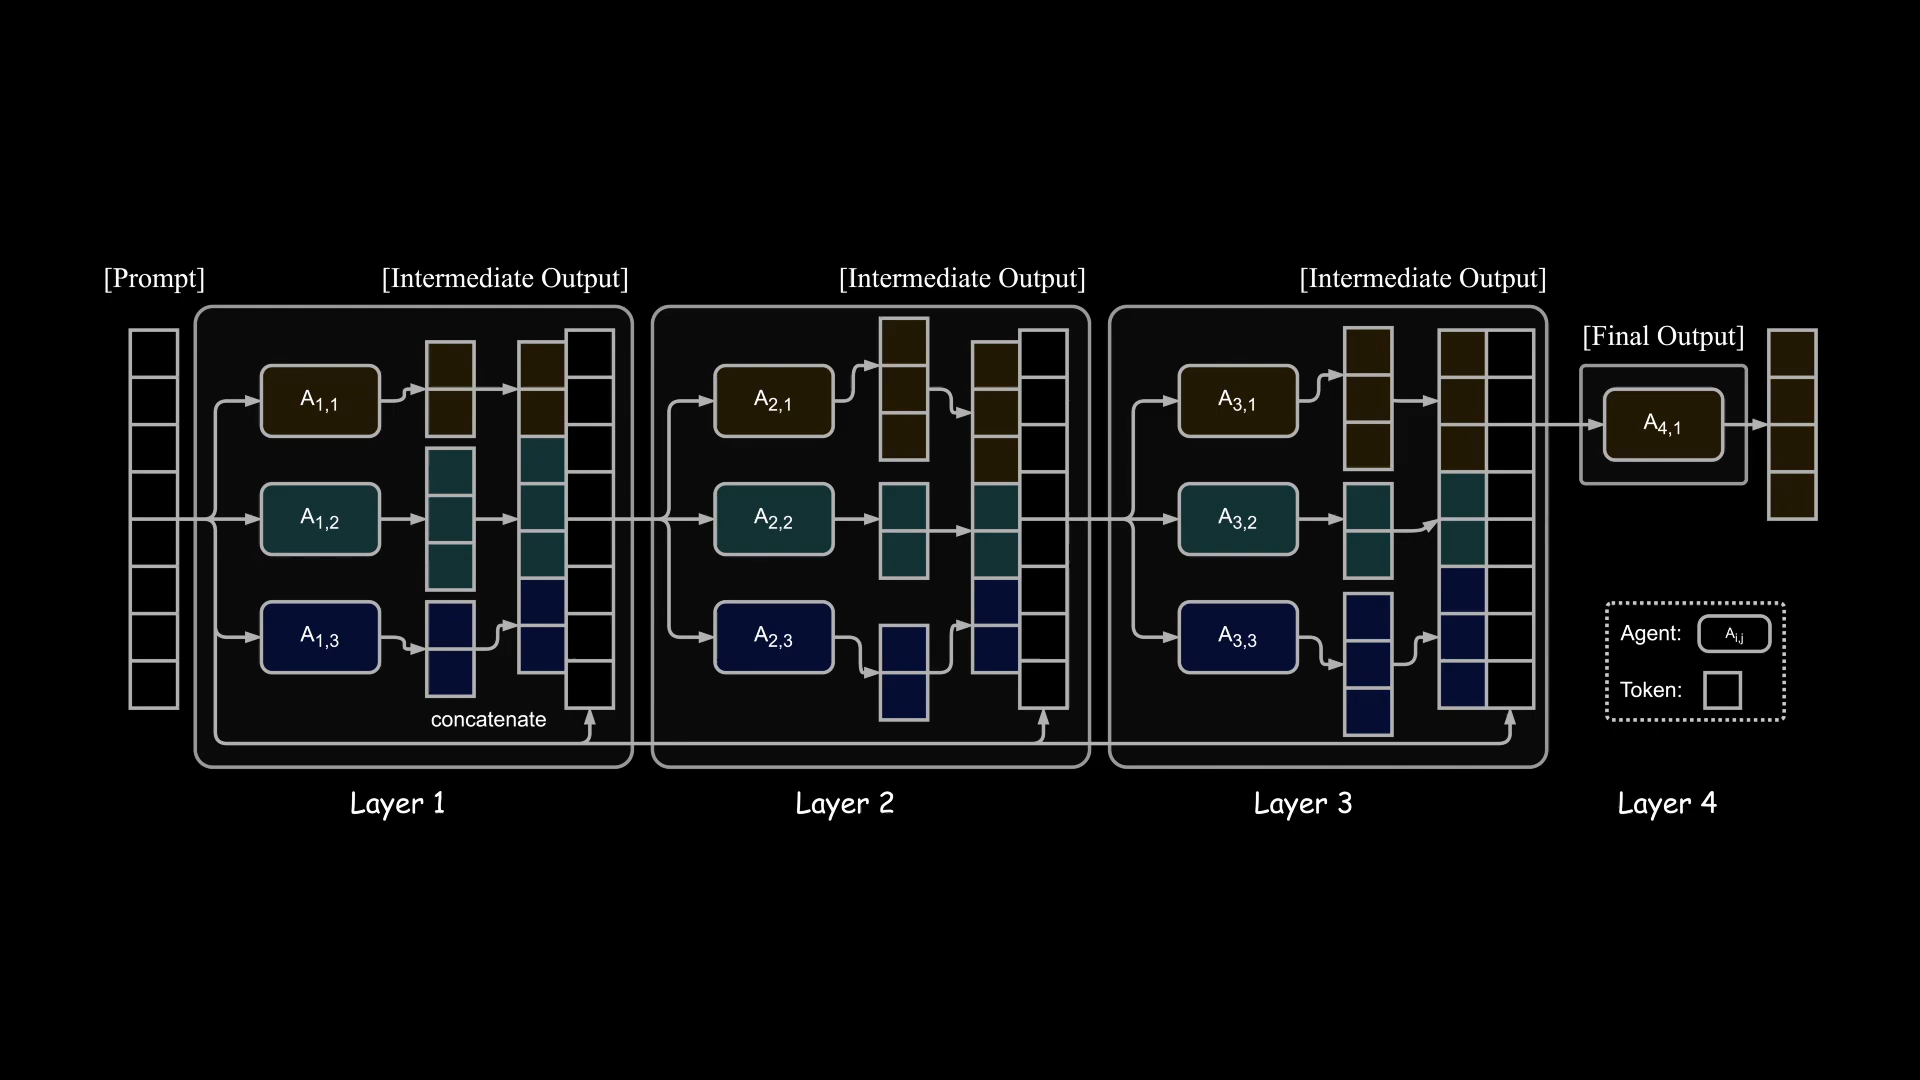 [Prompt]
[Intermediate Output]
[Intermediate Output]
[Intermediate Output]
[Final Output]
A1,1
A2,1
A3,1
A4,1
A1,2
A2,2
A3,2
A1,3
A2,3
A3,3
Agent: Ai,j
Token:
concatenate
Layer 1
Layer 2
Layer 3
Layer 4